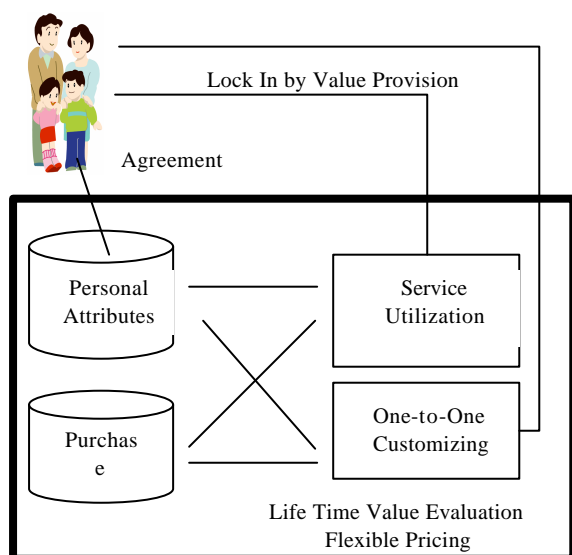 Lock In by Value Provision
Agreement
Personal
Attributes
Service
Utilization
Purchas
e
One-to-One
Customizing
Life Time Value Evaluation
Flexible Pricing